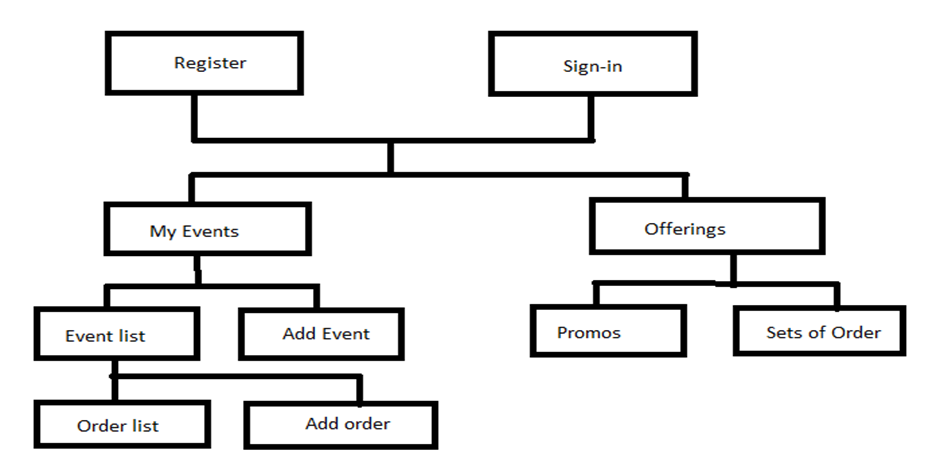 Register
Sign-in
My Events
Offerings
Event list
Add Event
Promos
Sets of Order
Order list
Add order